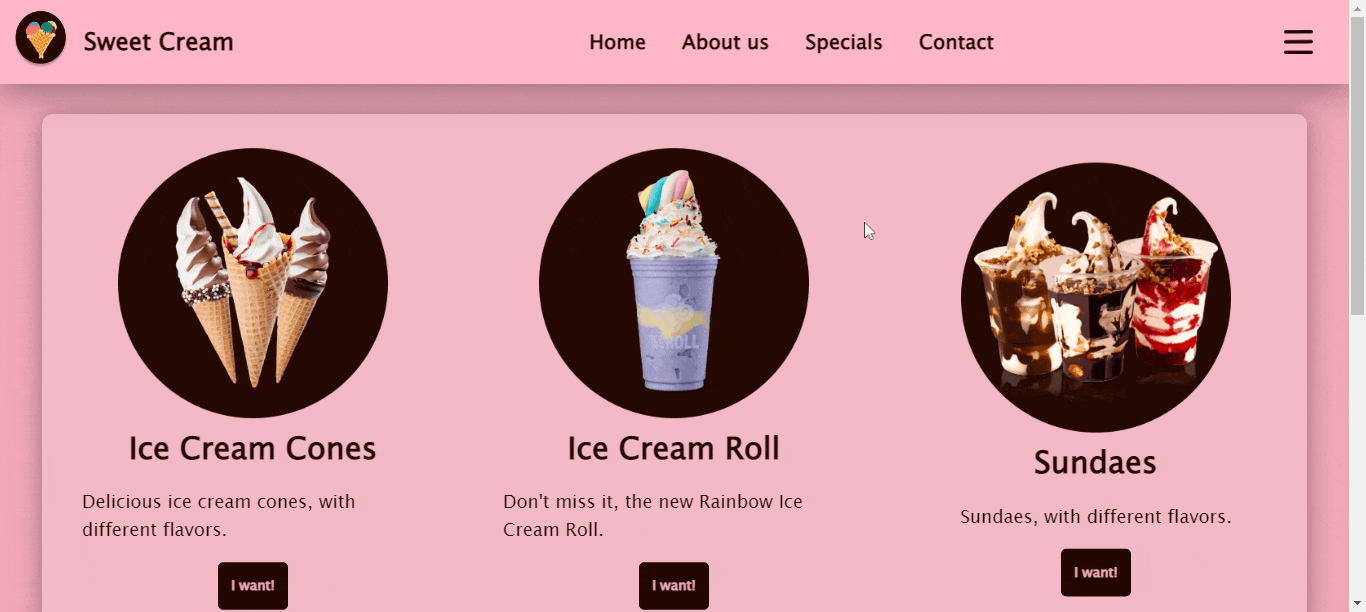 Sweet Cream
Home
About us
Specials
Contact
Ice Cream Cones
Delicious ice cream cones, with
different flavors.
I want!
ROLL
Ice Cream Roll
Don't miss it, the new Rainbow Ice
Cream Roll.
I want!
Sundaes
Sundaes, with different flavors.
I want!